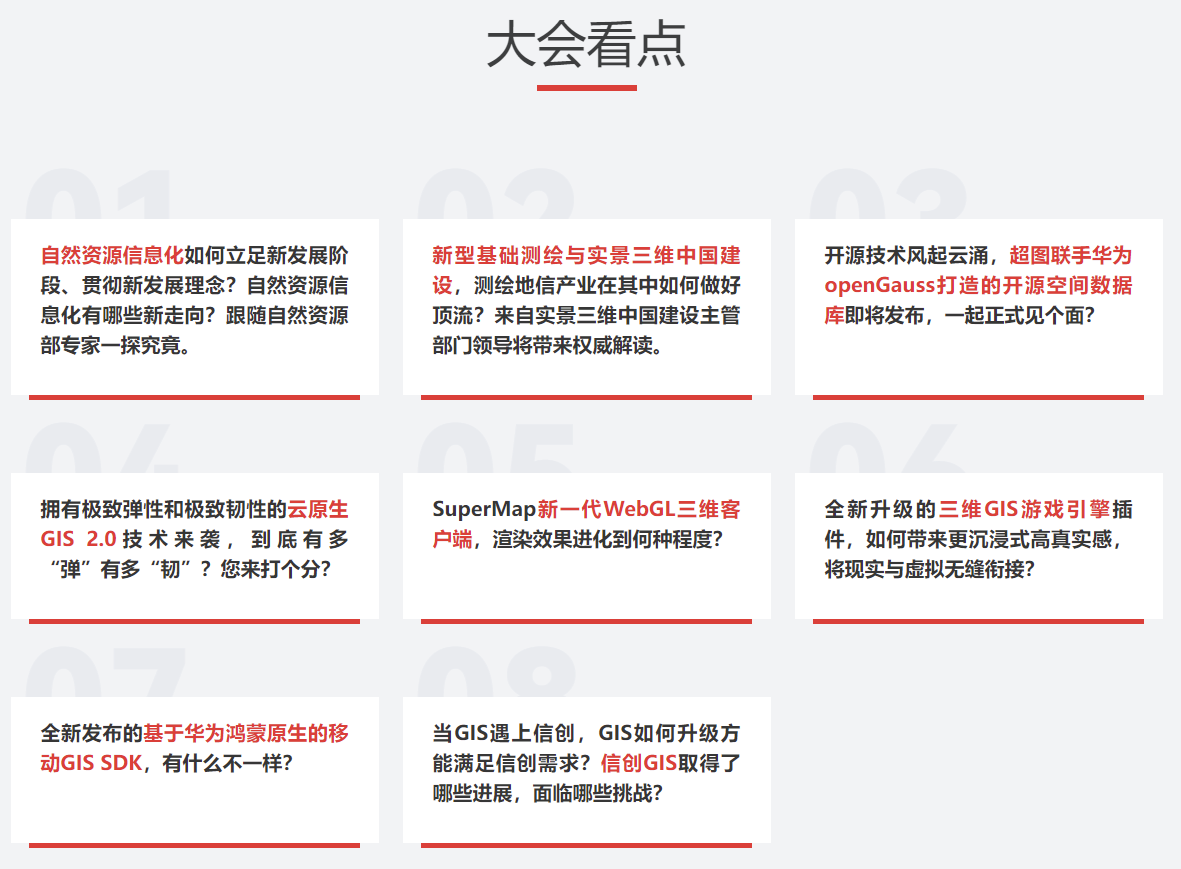 大会看点
01
自然资源信息化如何立足新发展阶
段、贯彻新发展理念？自然资源信
息化有哪些新走向？跟随自然资源
部专家一探究竟。
02
新型基础测绘与实景三维中国建
设，测绘地信产业在其中如何做好
顶流？来自实景三维中国建设主管
部门领导将带来权威解读。
03
开源技术风起云涌，超图联手华为
openGauss打造的开源空间数据
库即将发布，一起正式见个面？
04
拥有极致弹性和极致韧性的云原生
GIS 2.0技术来袭，到底有多
“弹”有多“韧”？您来打个分？
05
SuperMap新一代WebGL三维客
户端，渲染效果进化到何种程度？
06
全新升级的三维GIS游戏引擎插
件，如何带来更沉浸式高真实感，
将现实与虚拟无缝衔接？
07
全新发布的基于华为鸿蒙原生的移
动GIS SDK，有什么不一样？
08
当GIS遇上信创，GIS如何升级方
能满足信创需求？信创GIS取得了
哪些进展，面临哪些挑战？